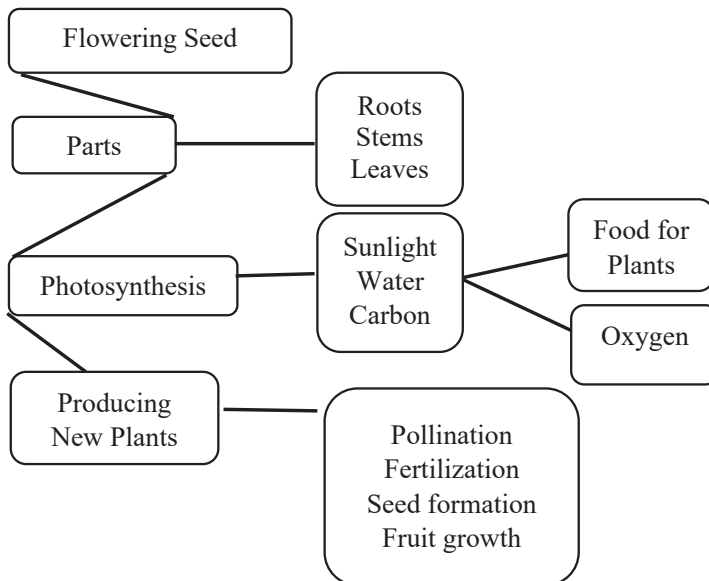 Flowering Seed
Parts
Roots
Stems
Leaves
Photosynthesis
Sunlight
Water
Carbon
Food for
Plants
Oxygen
Producing
New Plants
Pollination
Fertilization
Seed formation
Fruit growth